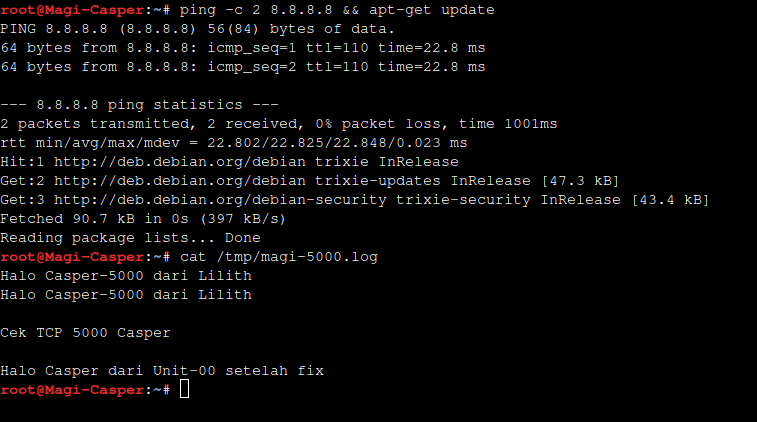 root@Magi-Casper:~# ping -c 2 8.8.8.8 && apt-get update
PING 8.8.8.8 (8.8.8.8) 56(84) bytes of data.
64 bytes from 8.8.8.8: icmp_seq=1 ttl=110 time=22.8 ms
64 bytes from 8.8.8.8: icmp_seq=2 ttl=110 time=22.8 ms

--- 8.8.8.8 ping statistics ---
2 packets transmitted, 2 received, 0% packet loss, time 1001ms
rtt min/avg/max/mdev = 22.802/22.825/22.848/0.023 ms
Hit:1 http://deb.debian.org/debian trixie InRelease
Get:2 http://deb.debian.org/debian trixie-updates InRelease [47.3 kB]
Get:3 http://deb.debian.org/debian-security trixie-security InRelease [43.4 kB]
Fetched 90.7 kB in 0s (397 kB/s)
Reading package lists... Done
root@Magi-Casper:~# cat /tmp/magi-5000.log
Halo Casper-5000 dari Lilith
Halo Casper-5000 dari Lilith

Cek TCP 5000 Casper

Halo Casper dari Unit-00 setelah fix
root@Magi-Casper:~#